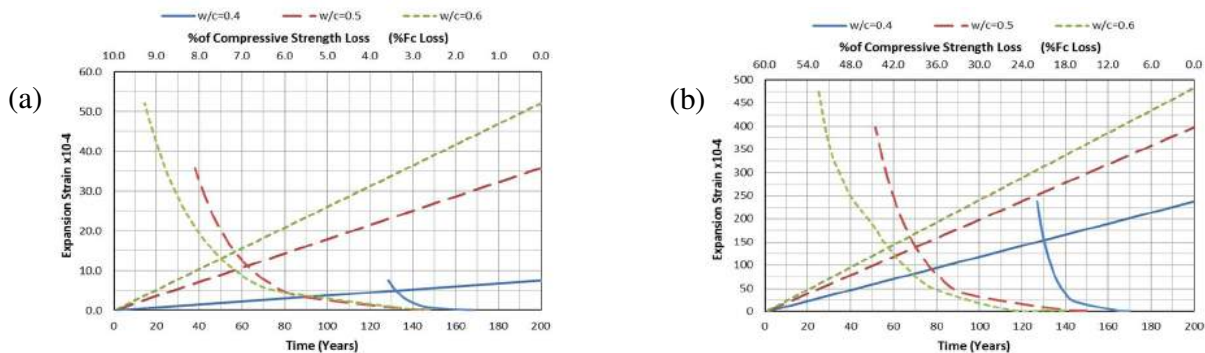 (a)
w/c=0.4 w/c=0.5 w/c=0.6
%of Compressive Strength Loss (%Fc Loss)
10.0 9.0 8.0 7.0 6.0 5.0 4.0 3.0 2.0 1.0 0.0
60.0
50.0
40.0
30.0
20.0
10.0
0.0
Expansion Strain x10-4
0 20 40 60 80 100 120 140 160 180 200
Time (Years)
(b)
w/c=0.4 w/c=0.5 w/c=0.6
%of Compressive Strength Loss (%Fc Loss)
60.0 54.0 48.0 42.0 36.0 30.0 24.0 18.0 12.0 6.0 0.0
500
450
400
350
300
250
200
150
100
50
0
Expansion Strain x10-4
0 20 40 60 80 100 120 140 160 180 200
Time (Years)